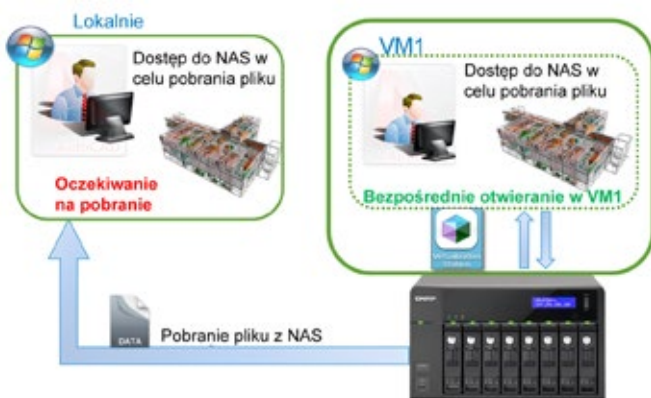 Lokalnie
Dostęp do NAS w
celu pobrania pliku
Oczekiwanie
na pobranie
VM1
Dostęp do NAS w
celu pobrania pliku
Bezpośrednie otwieranie w VM1
DATA
Pobranie pliku z NAS
QNAP